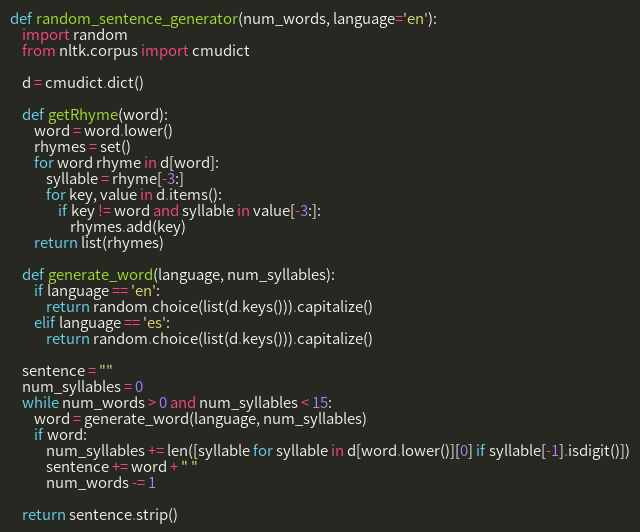 def random_sentence_generator(num_words, language='en'):
import random
from nltk.corpus import cmudict
d = cmudict.dict()
def getRhyme(word):
word = word.lower()
rhymes = set()
for word rhyme in d[word]:
syllable = rhyme[-3:]
for key, value in d.items():
if key != word and syllable in value[-3:]:
rhymes.add(key)
return list(rhymes)
def generate_word(language, num_syllables):
if language == 'en':
return random.choice(list(d.keys())).capitalize()
elif language == 'es':
return random.choice(list(d.keys())).capitalize()
sentence = ""
num_syllables = 0
while num_words > 0 and num_syllables < 15:
word = generate_word(language, num_syllables)
if word:
num_syllables += len([syllable for syllable in d[word.lower()][0] if syllable[-1].isdigit()])
sentence += word + " "
num_words -= 1
return sentence.strip()